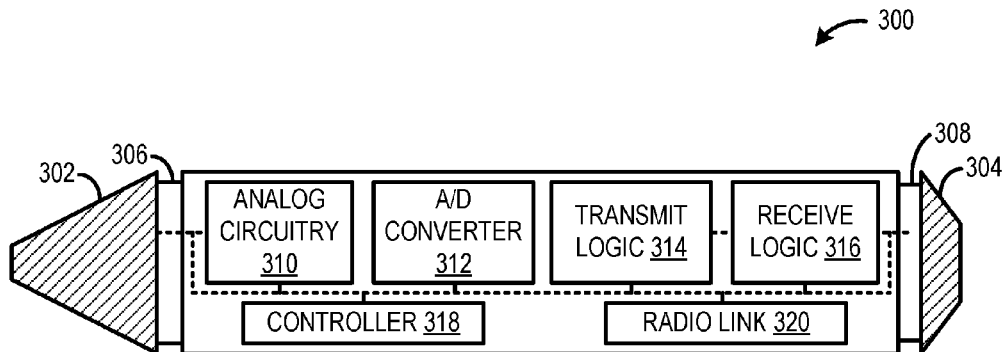 300
302
306
308
304
ANALOG
CIRCUITRY
310
A/D
CONVERTER
312
TRANSMIT
LOGIC 314
RECEIVE
LOGIC 316
CONTROLLER 318
RADIO LINK 320